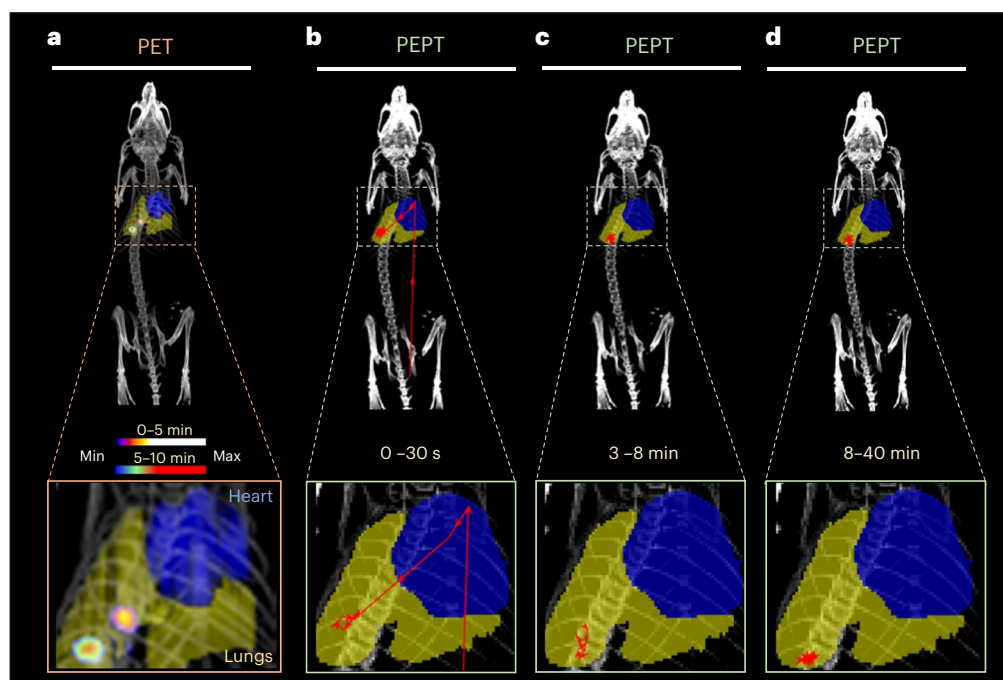 a
PET
b
PEPT
c
PEPT
d
PEPT
0–5 min
Min
5–10 min
Max
0 –30 s
3 –8 min
8–40 min
Heart
Lungs